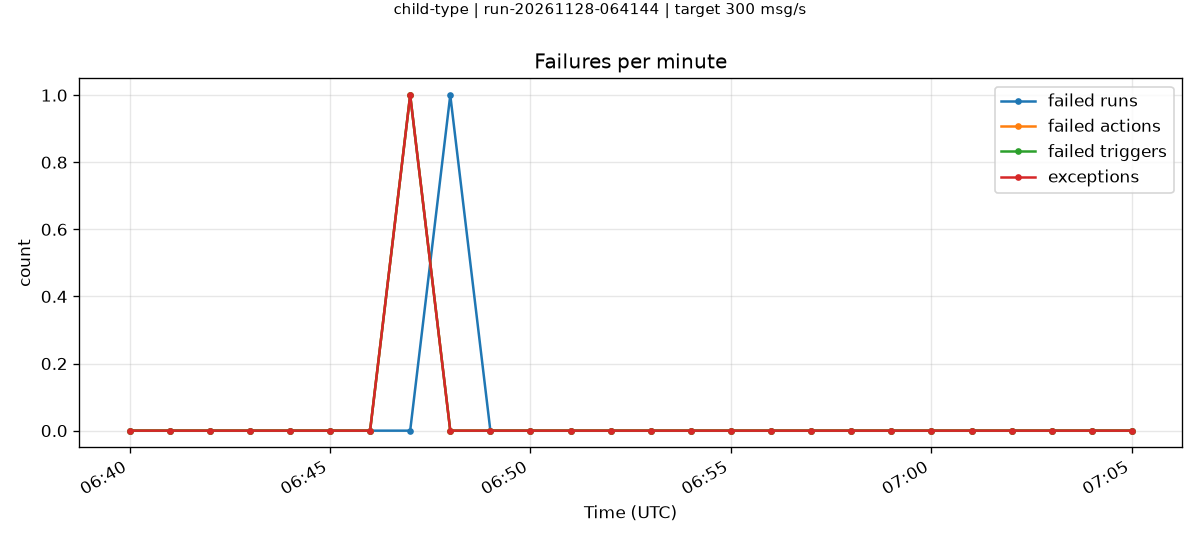 child-type | run-20261128-064144 | target 300 msg/s
Failures per minute
1.0
0.8
0.6
0.4
0.2
0.0
count
failed runs
failed actions
failed triggers
exceptions
06:40
06:45
06:50
06:55
07:00
07:05
Time (UTC)